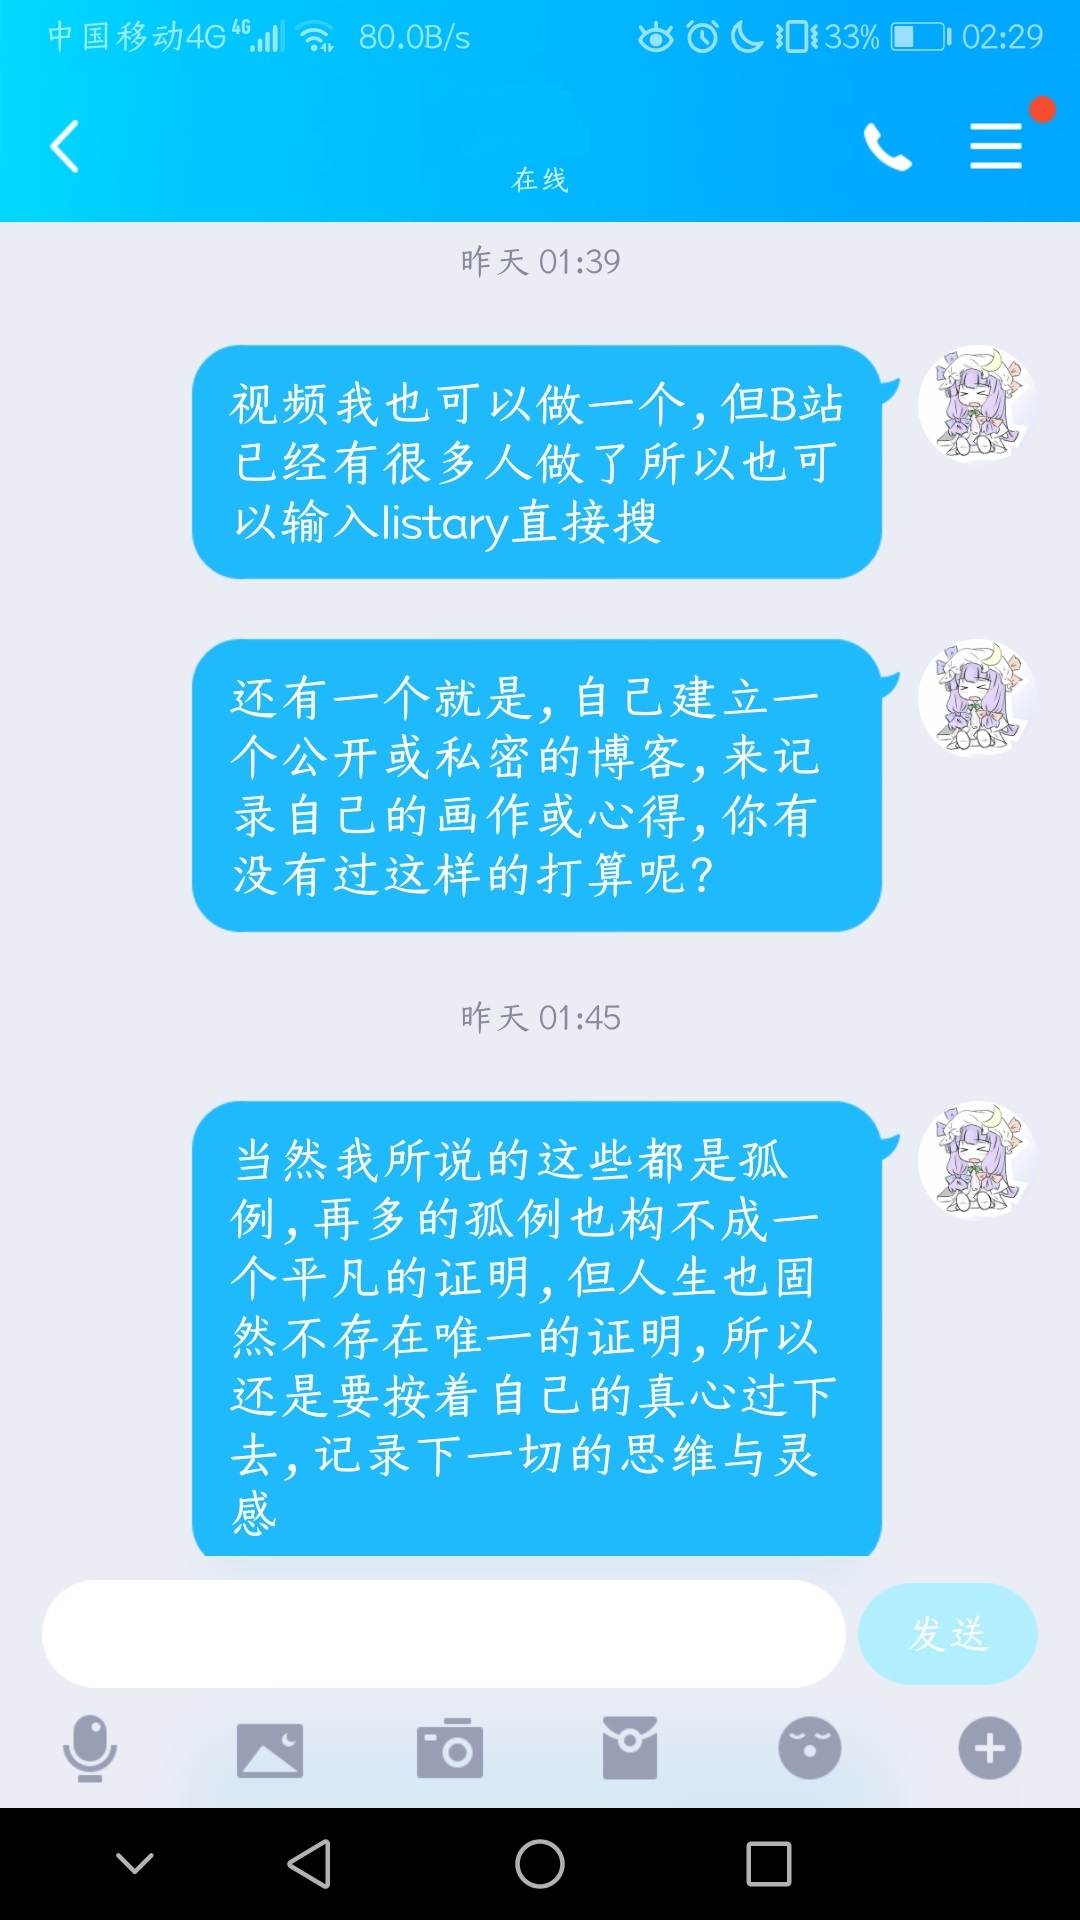 中国移动4G 4G 80.0B/s 33% 02:29
在线
昨天 01:39
视频我也可以做一个,但B站
已经有很多人做了所以也可
以输入listary直接搜
还有一个就是,自己建立一
个公开或私密的博客,来记
录自己的画作或心得,你有
没有过这样的打算呢?
昨天 01:45
当然我所说的这些都是孤
例,再多的孤例也构不成一
个平凡的证明,但人生也固
然不存在唯一的证明,所以
还是要按着自己的真心过下
去,记录下一切的思维与灵
感
发送